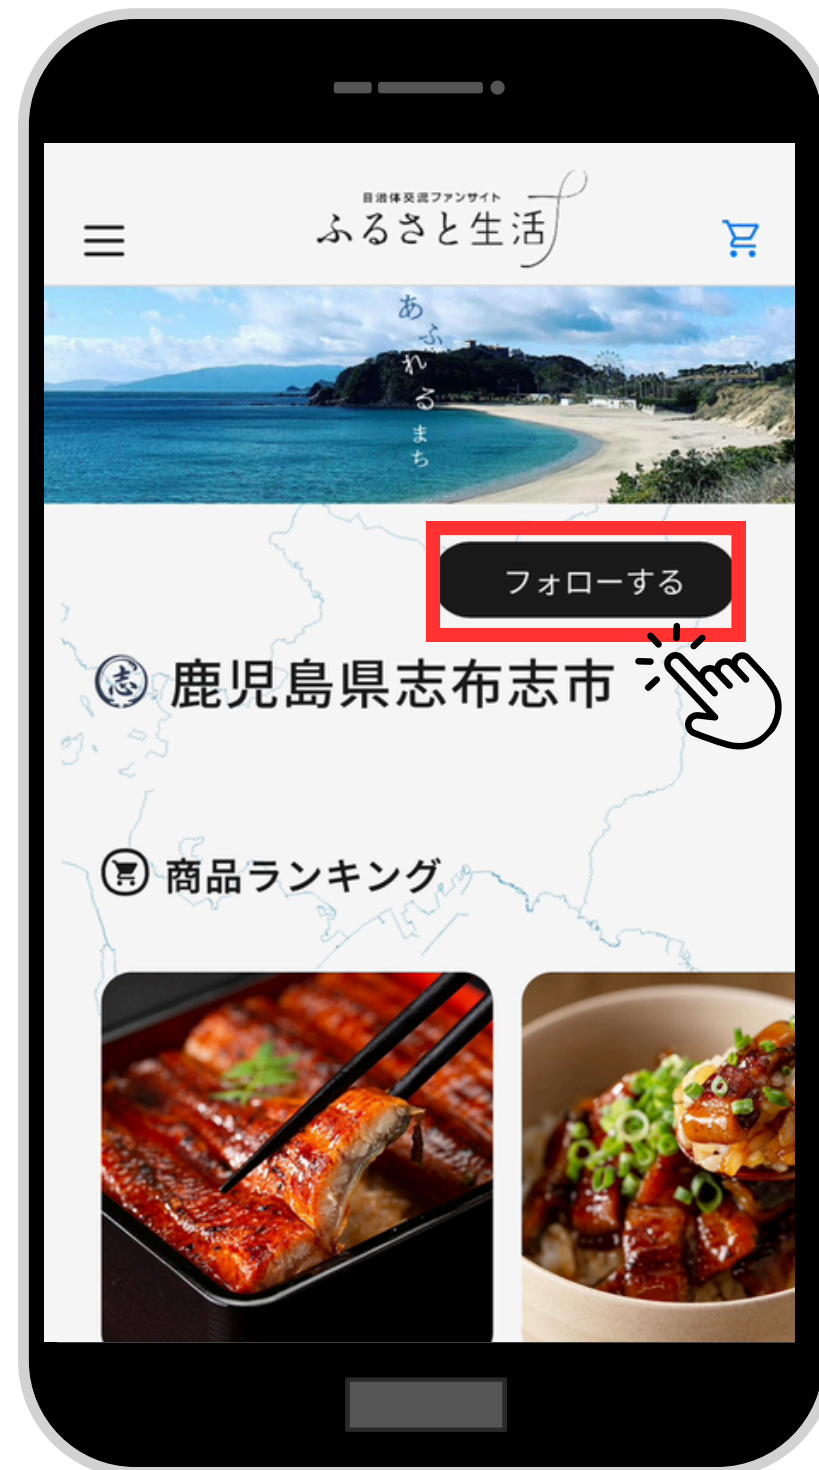 自治体交流ファンサイト
ふるさと生活
あふれるまち
フォローする
志
鹿児島県志布志市
商品ランキング